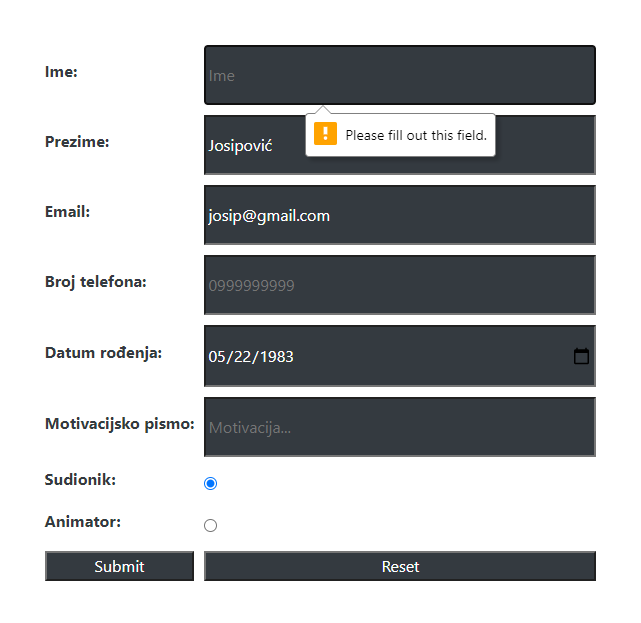 Ime:
Ime
Please fill out this field.
Prezime:
Josipović
Email:
josip@gmail.com
Broj telefona:
0999999999
Datum rođenja:
05/22/1983
Motivacijsko pismo:
Motivacija...
Sudionik:
Animator:
Submit
Reset